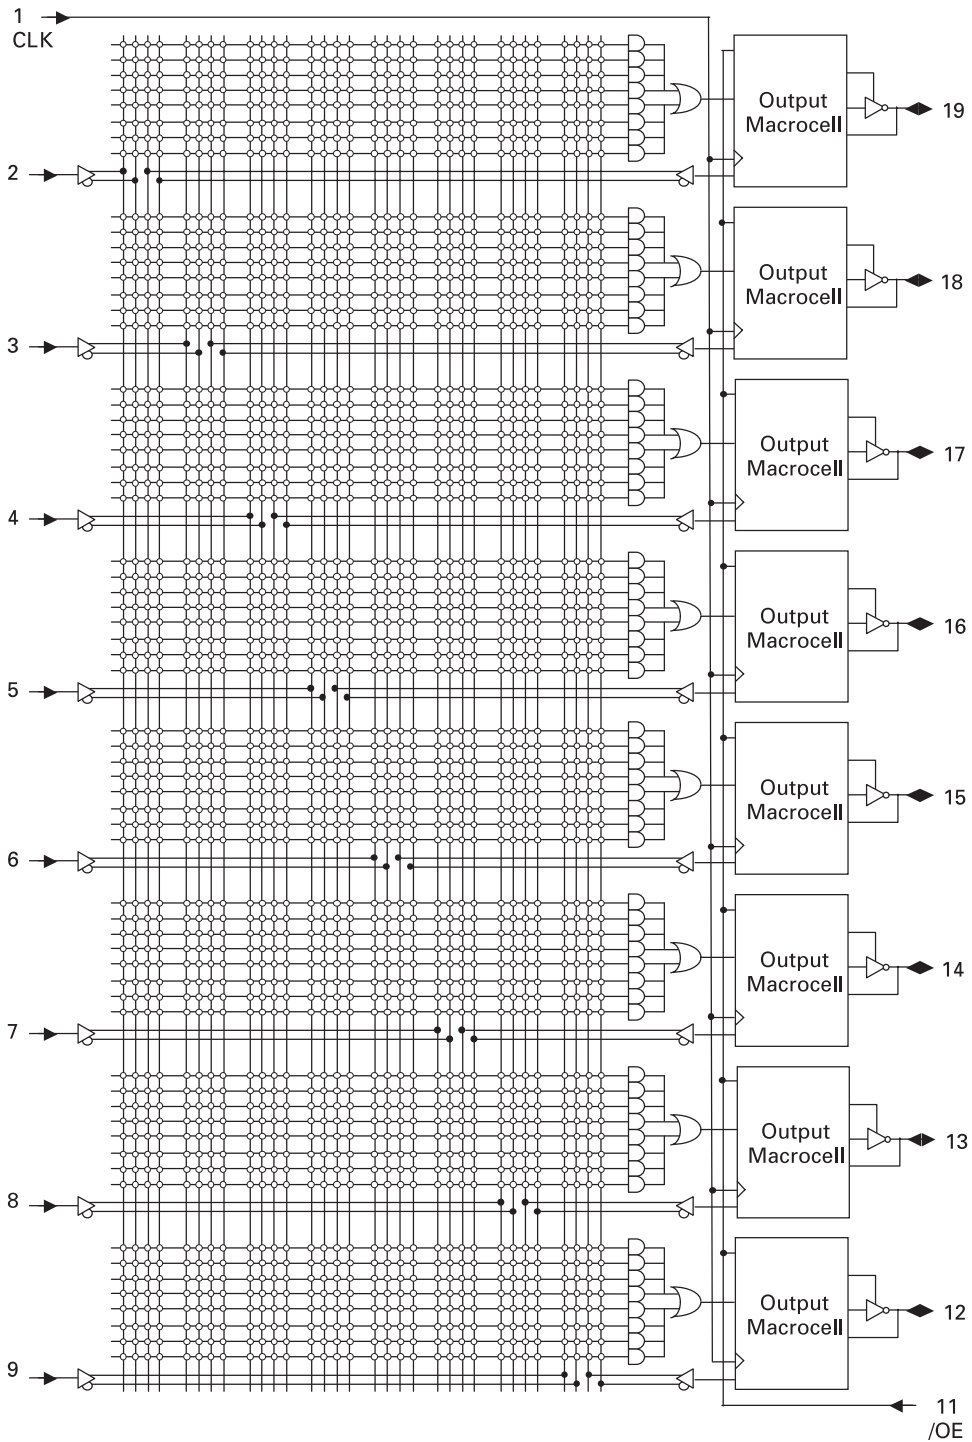 1
CLK
Output
Macrocell
19
2
Output
Macrocell
18
3
Output
Macrocell
17
4
Output
Macrocell
16
5
Output
Macrocell
15
6
Output
Macrocell
14
7
Output
Macrocell
13
8
Output
Macrocell
12
9
11
/OE